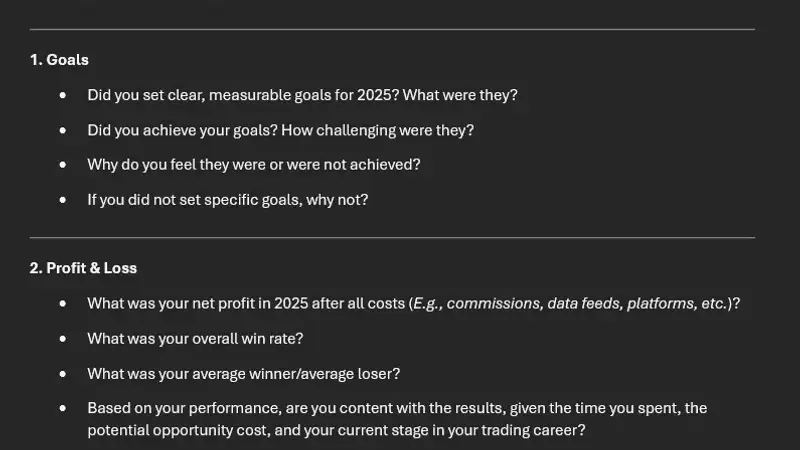 1. Goals
• Did you set clear, measurable goals for 2025? What were they?
• Did you achieve your goals? How challenging were they?
• Why do you feel they were or were not achieved?
• If you did not set specific goals, why not?
2. Profit & Loss
• What was your net profit in 2025 after all costs (E.g., commissions, data feeds, platforms, etc.)?
• What was your overall win rate?
• What was your average winner/average loser?
• Based on your performance, are you content with the results, given the time you spent, the
potential opportunity cost, and your current stage in your trading career?